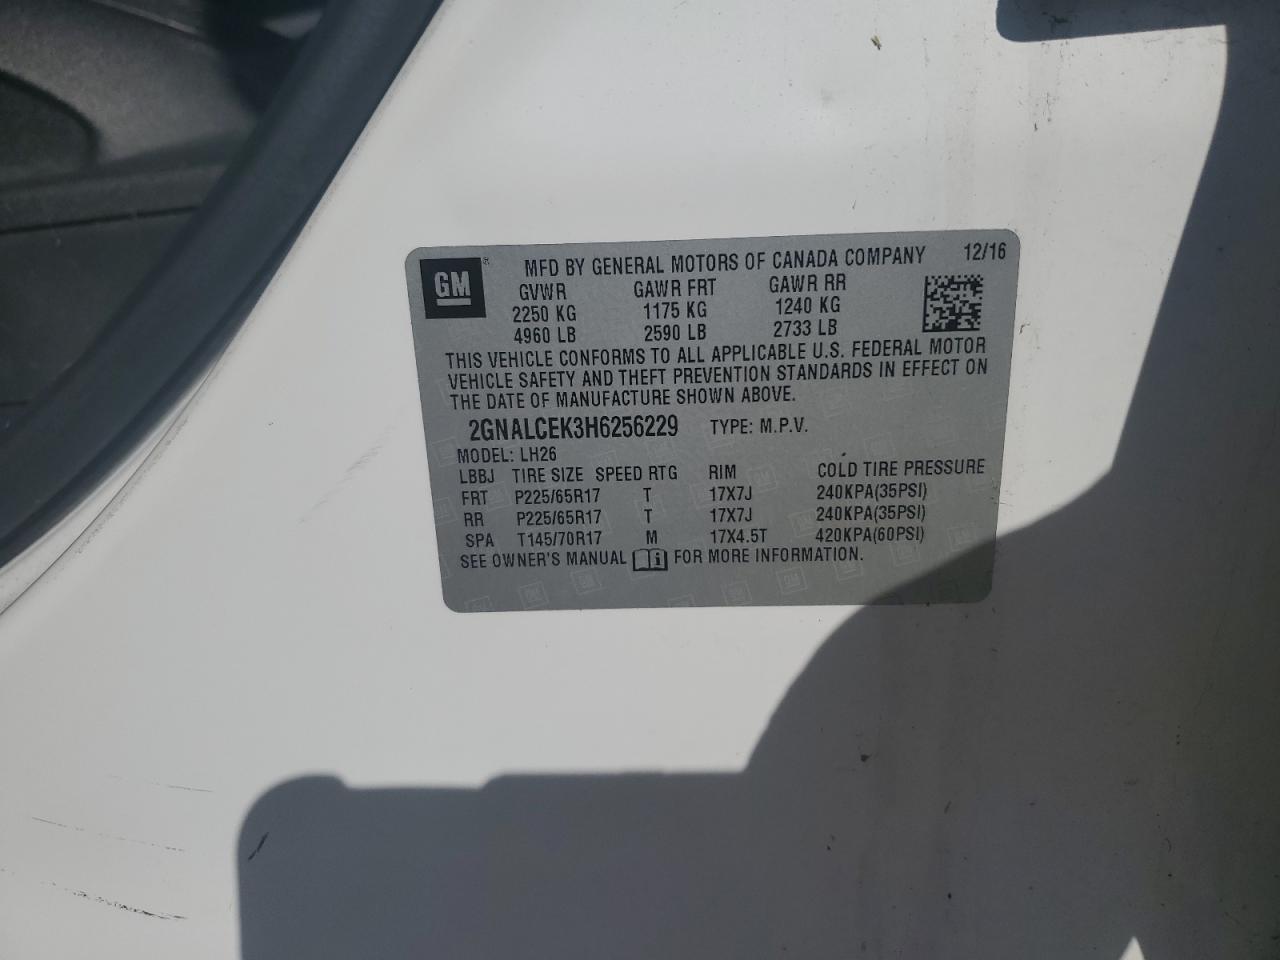 GM ® MFD BY GENERAL MOTORS OF CANADA COMPANY 12/16
GVWR GAWR FRT GAWR RR
2250 KG 1175 KG 1240 KG
4960 LB 2590 LB 2733 LB
THIS VEHICLE CONFORMS TO ALL APPLICABLE U.S. FEDERAL MOTOR
VEHICLE SAFETY AND THEFT PREVENTION STANDARDS IN EFFECT ON
THE DATE OF MANUFACTURE SHOWN ABOVE.
2GNALCEK3H6256229 TYPE: M.P.V.
MODEL: LH26
LBBJ TIRE SIZE SPEED RTG RIM COLD TIRE PRESSURE
FRT P225/65R17 T 17X7J 240KPA(35PSI)
RR P225/65R17 T 17X7J 240KPA(35PSI)
SPA T145/70R17 M 17X4.5T 420KPA(60PSI)
SEE OWNER'S MANUAL i FOR MORE INFORMATION.